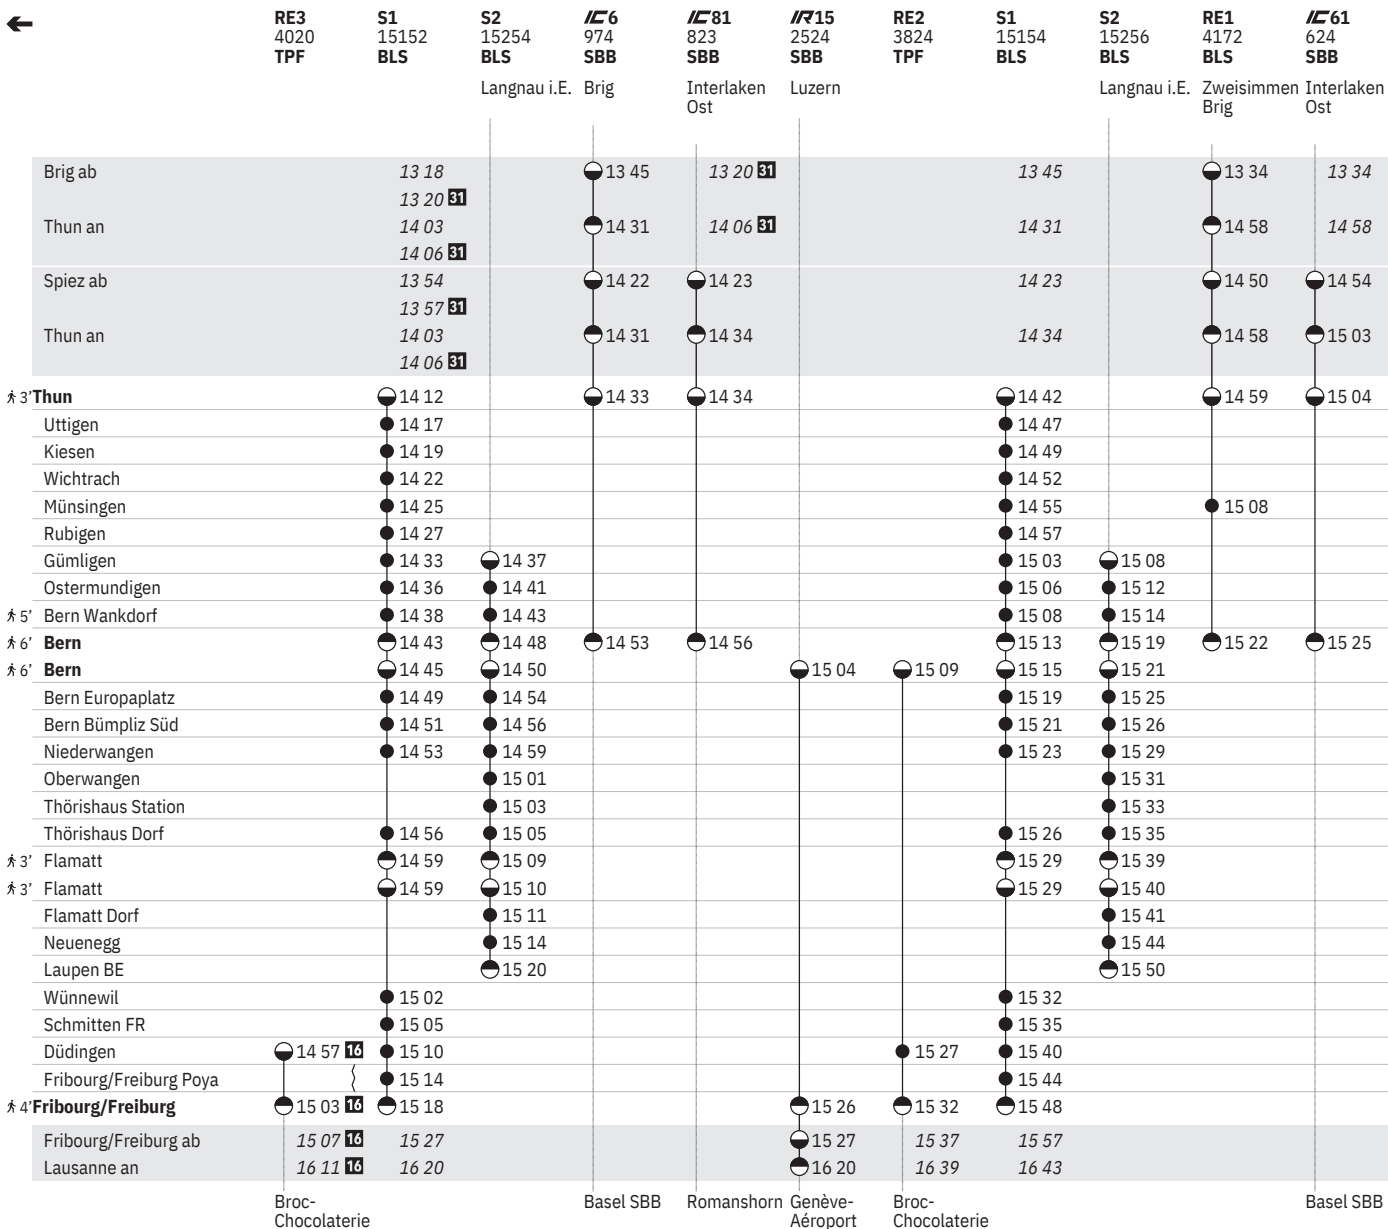 RE3 S1 S2 IC6 IC81 IR15 RE2 S1 S2 RE1 IC61
4020 15152 15254 974 823 2524 3824 15154 15256 4172 624
TPF BLS BLS SBB SBB SBB TPF BLS BLS BLS SBB
Langnau i.E. Brig Interlaken Luzern Langnau i.E. Zweisimmen Interlaken
Ost Brig Ost
Brig ab 13 18 13 45 13 20 31 13 45 13 34 13 34
13 20 31
Thun an 14 03 14 31 14 06 31 14 31 14 58 14 58
14 06 31
Spiez ab 13 54 14 22 14 23 14 23 14 50 14 54
13 57 31
Thun an 14 03 14 31 14 34 14 34 14 58 15 03
14 06 31
3' Thun 14 12 14 33 14 34 14 42 14 59 15 04
Uttigen 14 17 14 47
Kiesen 14 19 14 49
Wichtrach 14 22 14 52
Münsingen 14 25 14 55 15 08
Rubigen 14 27 14 57
Gümligen 14 33 14 37 15 03 15 08
Ostermundigen 14 36 14 41 15 06 15 12
5' Bern Wankdorf 14 38 14 43 15 08 15 14
6' Bern 14 43 14 48 14 53 14 56 15 13 15 19 15 22 15 25
6' Bern 14 45 14 50 15 04 15 09 15 15 15 21
Bern Europaplatz 14 49 14 54 15 19 15 25
Bern Bümpliz Süd 14 51 14 56 15 21 15 26
Niederwangen 14 53 14 59 15 23 15 29
Oberwangen 15 01 15 31
Thörishaus Station 15 03 15 33
Thörishaus Dorf 14 56 15 05 15 26 15 35
3' Flamatt 14 59 15 09 15 29 15 39
3' Flamatt 14 59 15 10 15 29 15 40
Flamatt Dorf 15 11 15 41
Neuenegg 15 14 15 44
Laupen BE 15 20 15 50
Wünnewil 15 02 15 32
Schmitten FR 15 05 15 35
Düdingen 14 57 16 15 10 15 27 15 40
Fribourg/Freiburg Poya 15 14 15 44
4' Fribourg/Freiburg 15 03 16 15 18 15 26 15 32 15 48
Fribourg/Freiburg ab 15 07 16 15 27 15 27 15 37 15 57
Lausanne an 16 11 16 16 20 16 20 16 39 16 43
Broc- Basel SBB Romanshorn Genève- Broc- Basel SBB
Chocolaterie Aéroport Chocolaterie